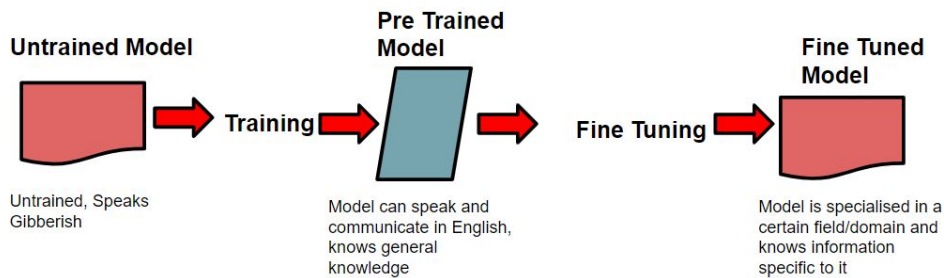 Untrained Model
Untrained, Speaks
Gibberish
Training
Pre Trained
Model
Model can speak and
communicate in English,
knows general
knowledge
Fine Tuning
Fine Tuned
Model
Model is specialised in a
certain field/domain and
knows information
specific to it